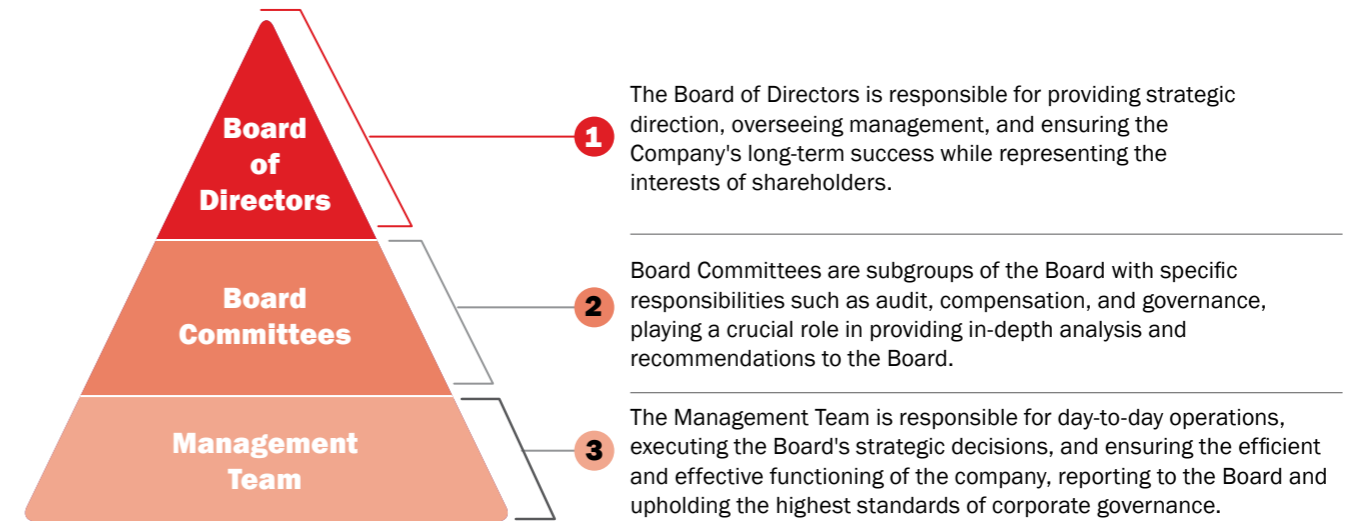 Board
of
Directors
1
The Board of Directors is responsible for providing strategic
direction, overseeing management, and ensuring the
Company's long-term success while representing the
interests of shareholders.
Board
Committees
2
Board Committees are subgroups of the Board with specific
responsibilities such as audit, compensation, and governance,
playing a crucial role in providing in-depth analysis and
recommendations to the Board.
Management
Team
3
The Management Team is responsible for day-to-day operations,
executing the Board's strategic decisions, and ensuring the efficient
and effective functioning of the company, reporting to the Board and
upholding the highest standards of corporate governance.